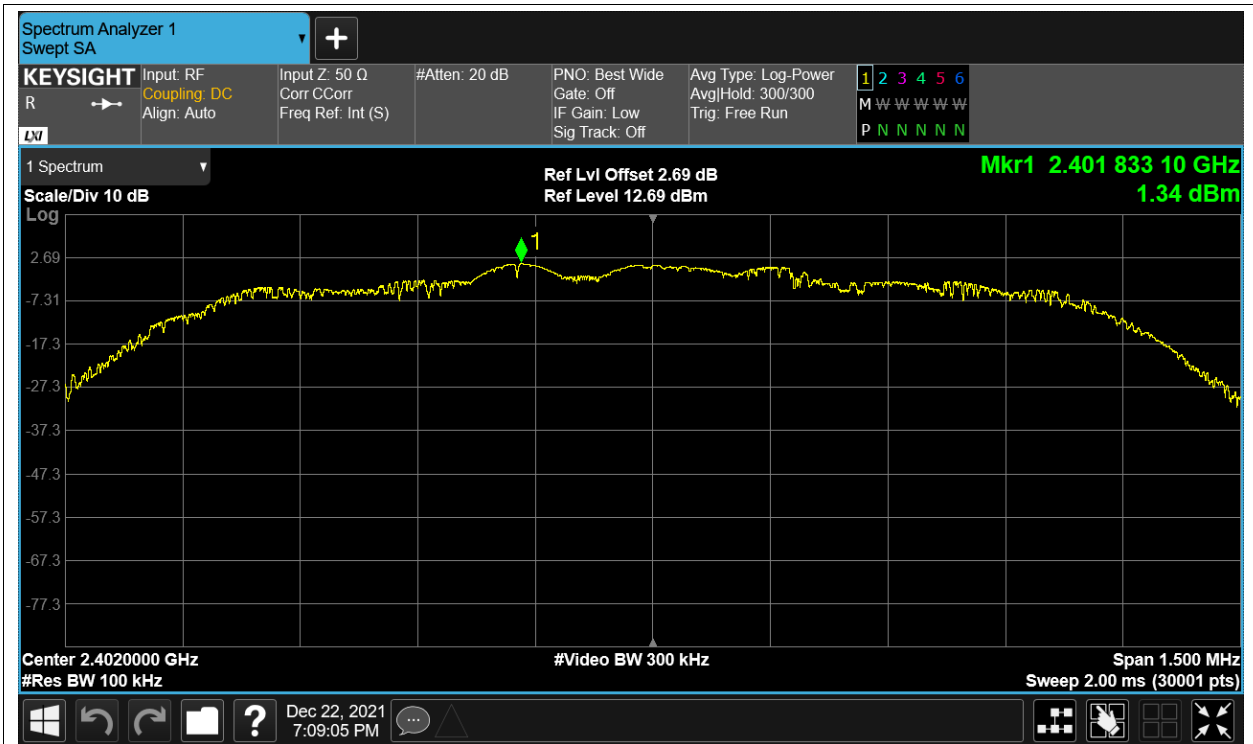 Spectrum Analyzer 1
Swept SA
KEYSIGHT
R
LXI
Input: RF
Coupling: DC
Align: Auto
Input Z: 50 Ω
Corr CCorr
Freq Ref: Int (S)
#Atten: 20 dB
PNO: Best Wide
Gate: Off
IF Gain: Low
Sig Track: Off
Avg Type: Log-Power
Avg|Hold: 300/300
Trig: Free Run
1 2 3 4 5 6
M W W W W W
P N N N N N
1 Spectrum
Scale/Div 10 dB
Log
Ref Lvl Offset 2.69 dB
Ref Level 12.69 dBm
Mkr1 2.401 833 10 GHz
1.34 dBm
1
2.69
-7.31
-17.3
-27.3
-37.3
-47.3
-57.3
-67.3
-77.3
Center 2.4020000 GHz
#Res BW 100 kHz
#Video BW 300 kHz
Span 1.500 MHz
Sweep 2.00 ms (30001 pts)
?
Dec 22, 2021
7:09:05 PM